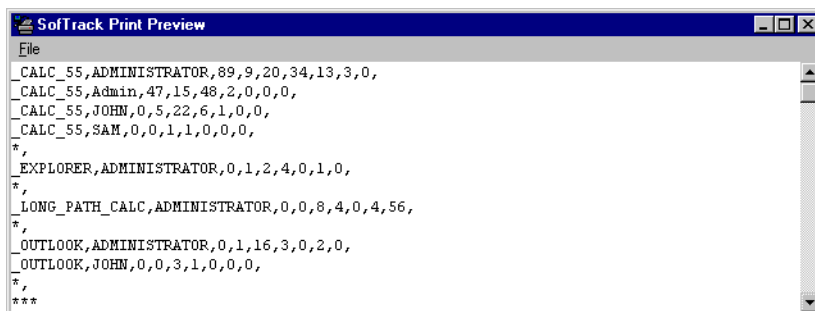 SofTrack Print Preview
File
_CALC_55,ADMINISTRATOR,89,9,20,34,13,3,0,
_CALC_55,Admin,47,15,48,2,0,0,0,
_CALC_55,JOHN,0,5,22,6,1,0,0,
_CALC_55,SAM,0,0,1,1,0,0,0,
*,
_EXPLORER,ADMINISTRATOR,0,1,2,4,0,1,0,
*,
_LONG_PATH_CALC,ADMINISTRATOR,0,0,8,4,0,4,56,
*,
_OUTLOOK,ADMINISTRATOR,0,1,16,3,0,2,0,
_OUTLOOK,JOHN,0,0,3,1,0,0,0,
*,
***